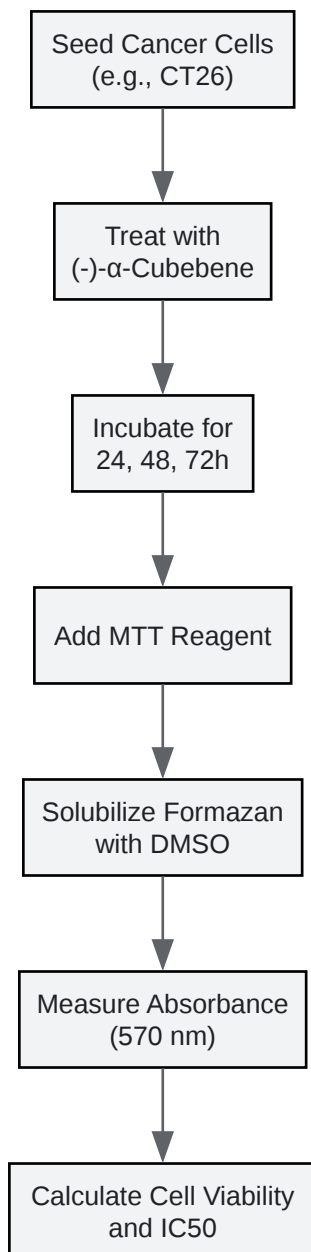 Seed Cancer Cells
(e.g., CT26)
Treat with
(-)-α-Cubebene
Incubate for
24, 48, 72h
Add MTT Reagent
Solubilize Formazan
with DMSO
Measure Absorbance
(570 nm)
Calculate Cell Viability
and IC50